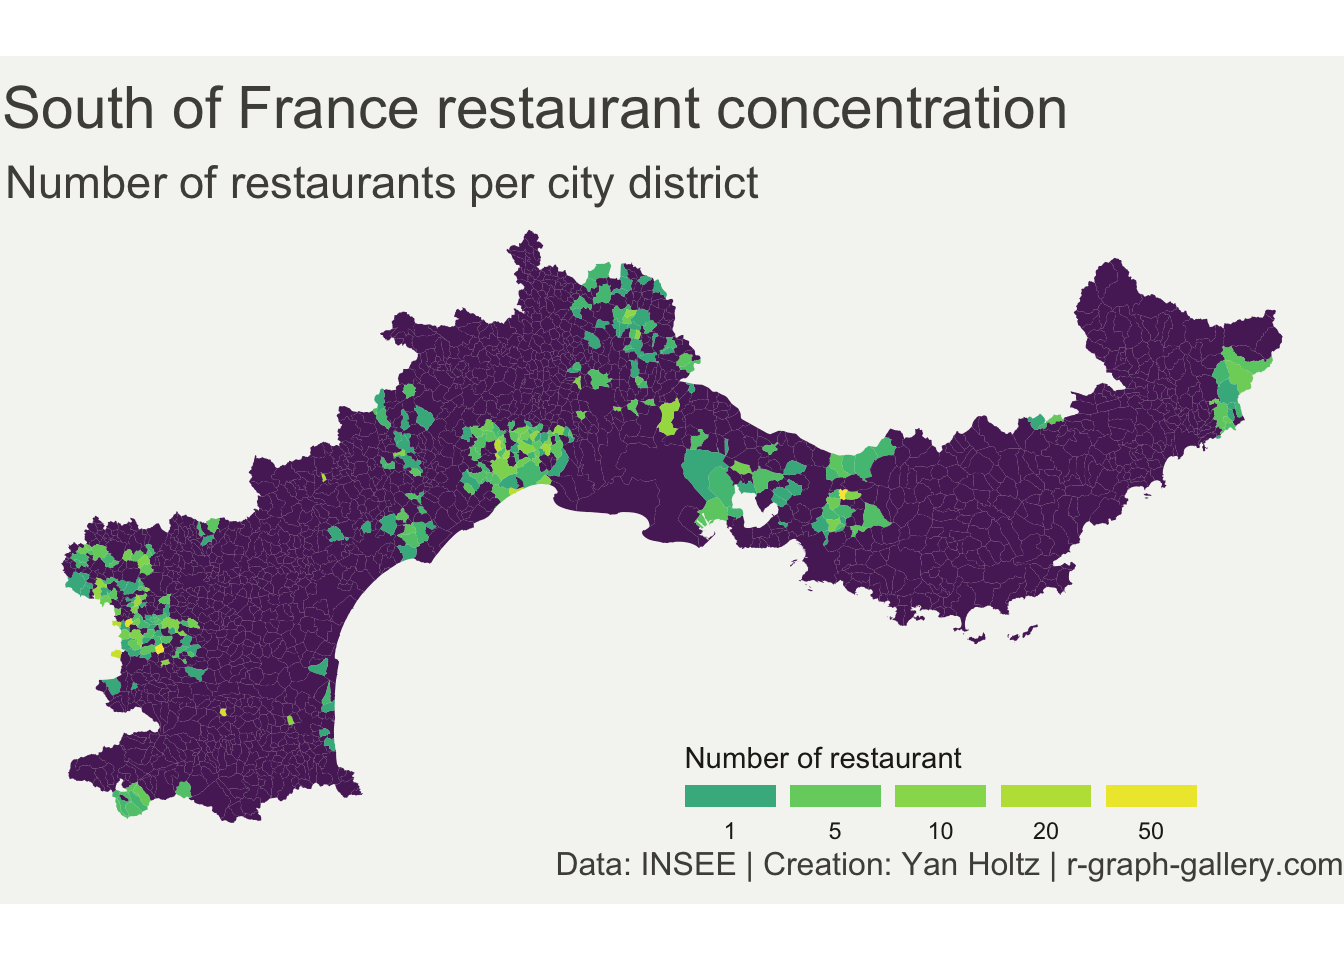 South of France restaurant concentration
Number of restaurants per city district
Number of restaurant
1 5 10 20 50
Data: INSEE | Creation: Yan Holtz | r-graph-gallery.com